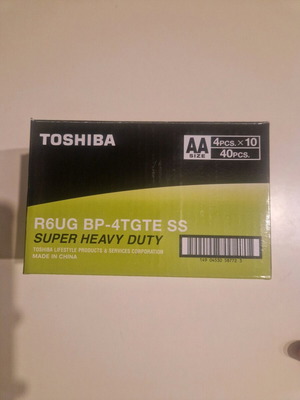 TOSHIBA
AA
SIZE
4PCS. × 10
40PCS.
R6UG BP-4TGTE SS
SUPER HEAVY DUTY
TOSHIBA LIFESTYLE PRODUCTS & SERVICES CORPORATION
MADE IN CHINA